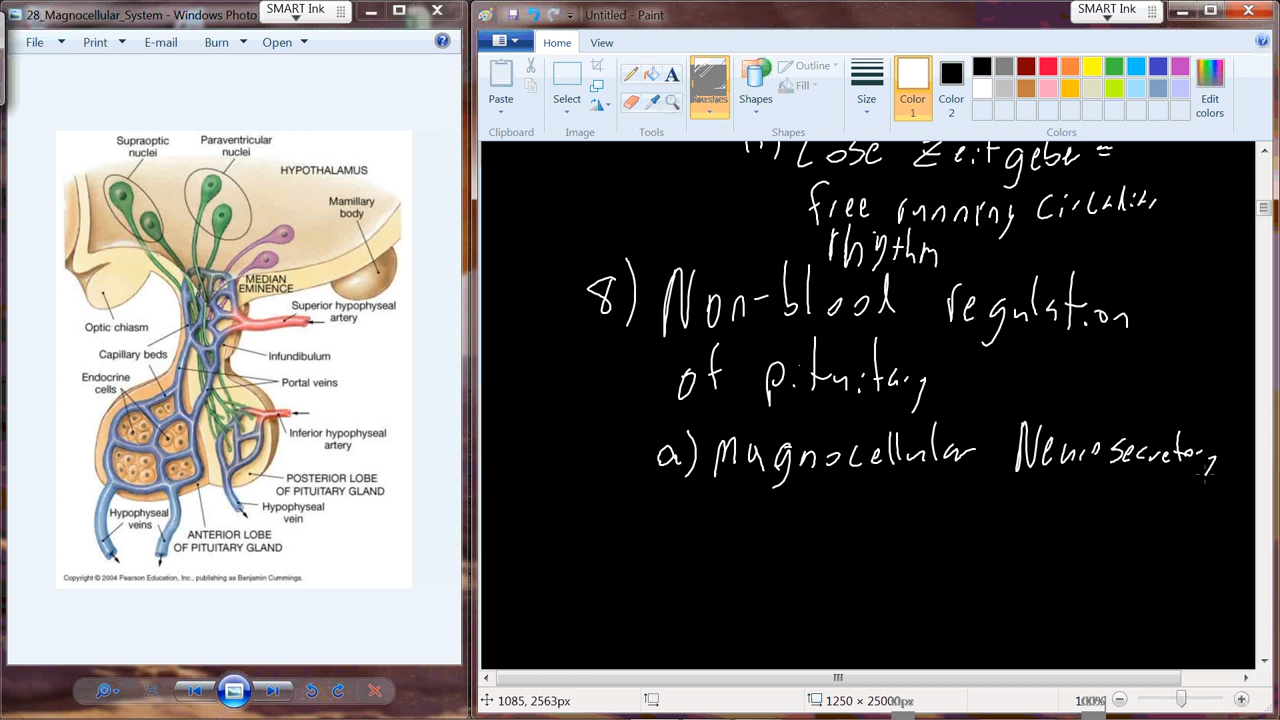 28_Magnocellular_System - Windows Photo
SMART Ink
File
Print
E-mail
Burn
Open
Supraoptic
nuclei
Paraventricular
nuclei
HYPOTHALAMUS
Mamillary
body
MEDIAN
EMINENCE
Superior hypophyseal
artery
Optic chiasm
Capillary beds
Infundibulum
Endocrine
cells
Portal veins
Inferior hypophyseal
artery
POSTERIOR LOBE
OF PITUITARY GLAND
Hypophyseal
veins
Hypophyseal
vein
ANTERIOR LOBE
OF PITUITARY GLAND
Copyright © 2004 Pearson Education, Inc., publishing as Benjamin Cummings.
Untitled - Paint
SMART Ink
Home
View
Paste
Select
Brushes
Shapes
Outline
Fill
Size
Color
1
Color
2
Edit
colors
Clipboard
Image
Tools
Shapes
Colors
Lose Zeitgeber =
free running circadian
rhythm
8) Non-blood regulation
of pituitary
a) Magnocellular Neurosecretory
1085, 2563px
1250 × 25000px
100%